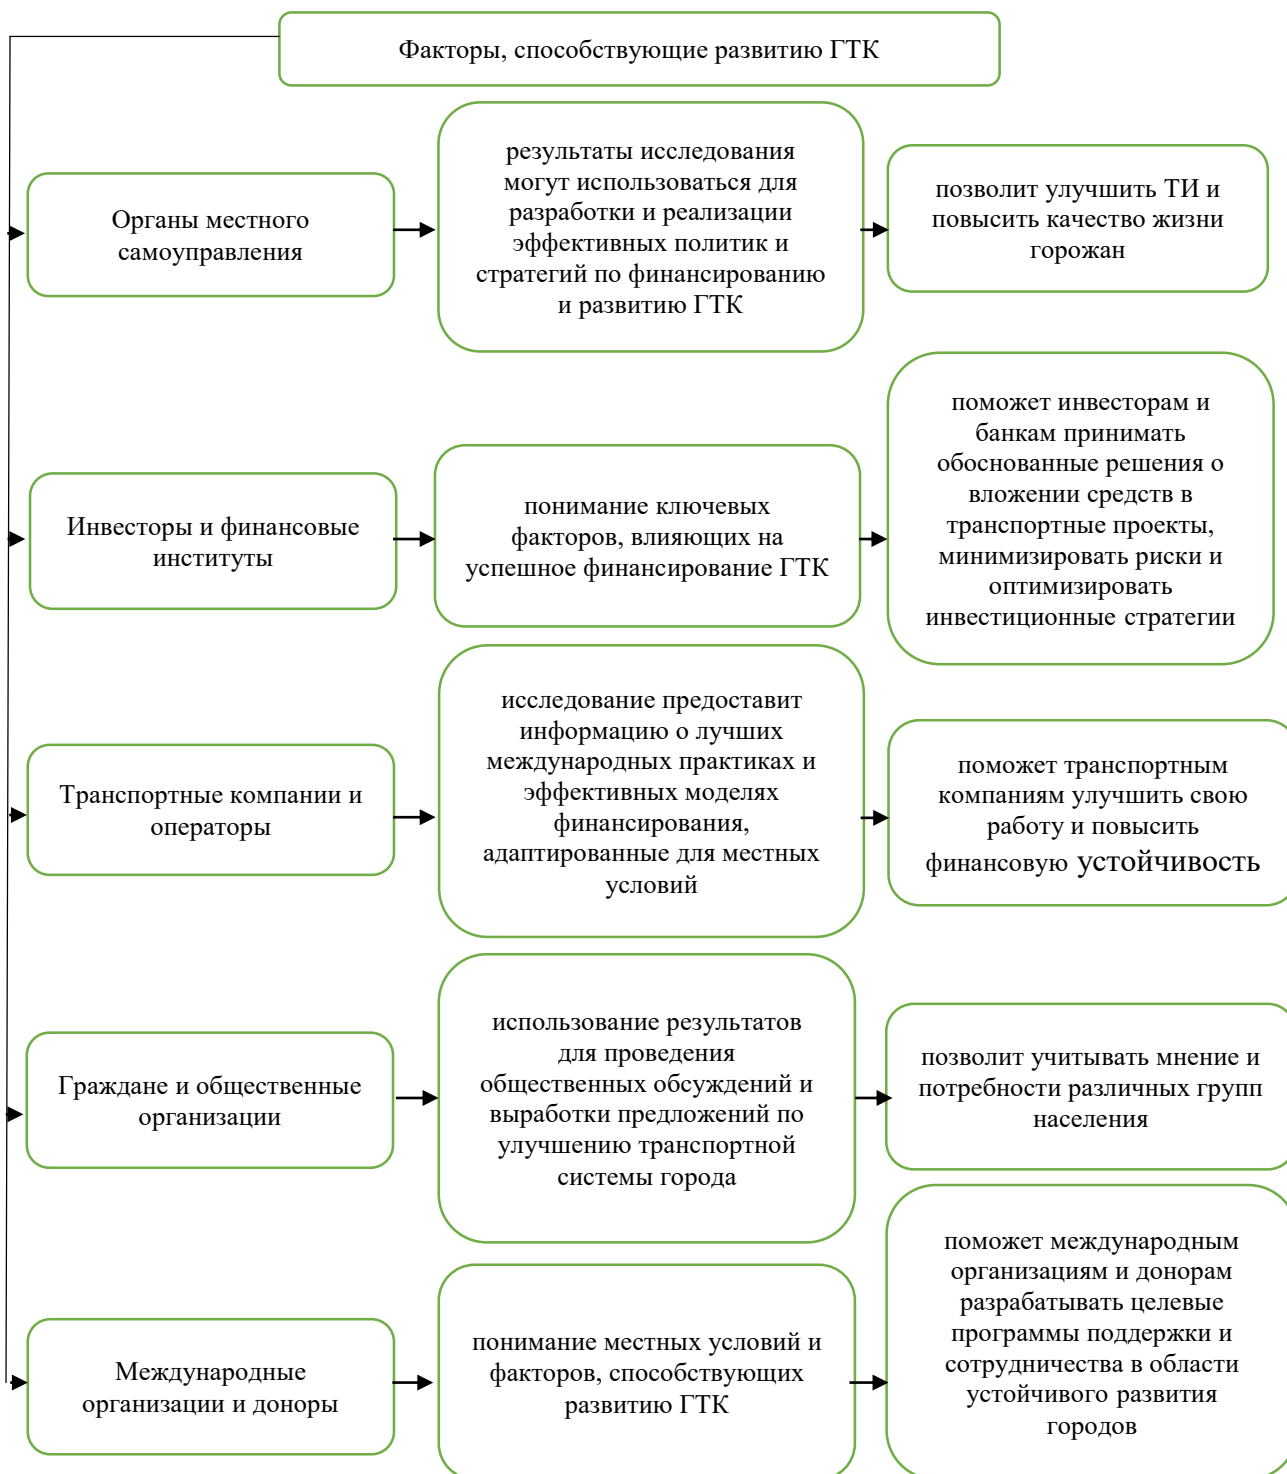 Факторы, способствующие развитию ГТК
Органы местного
самоуправления
результаты исследования
могут использоваться для
разработки и реализации
эффективных политик и
стратегий по финансированию
и развитию ГТК
позволит улучшить ТИ и
повысить качество жизни
горожан
Инвесторы и финансовые
институты
понимание ключевых
факторов, влияющих на
успешное финансирование ГТК
поможет инвесторам и
банкам принимать
обоснованные решения о
вложении средств в
транспортные проекты,
минимизировать риски и
оптимизировать
инвестиционные стратегии
Транспортные компании и
операторы
исследование предоставит
информацию о лучших
международных практиках и
эффективных моделях
финансирования,
адаптированные для местных
условий
поможет транспортным
компаниям улучшить свою
работу и повысить
финансовую устойчивость
Граждане и общественные
организации
использование результатов
для проведения
общественных обсуждений и
выработки предложений по
улучшению транспортной
системы города
позволит учитывать мнение и
потребности различных групп
населения
Международные
организации и доноры
понимание местных условий и
факторов, способствующих
развитию ГТК
поможет международным
организациям и донорам
разрабатывать целевые
программы поддержки и
сотрудничества в области
устойчивого развития
городов